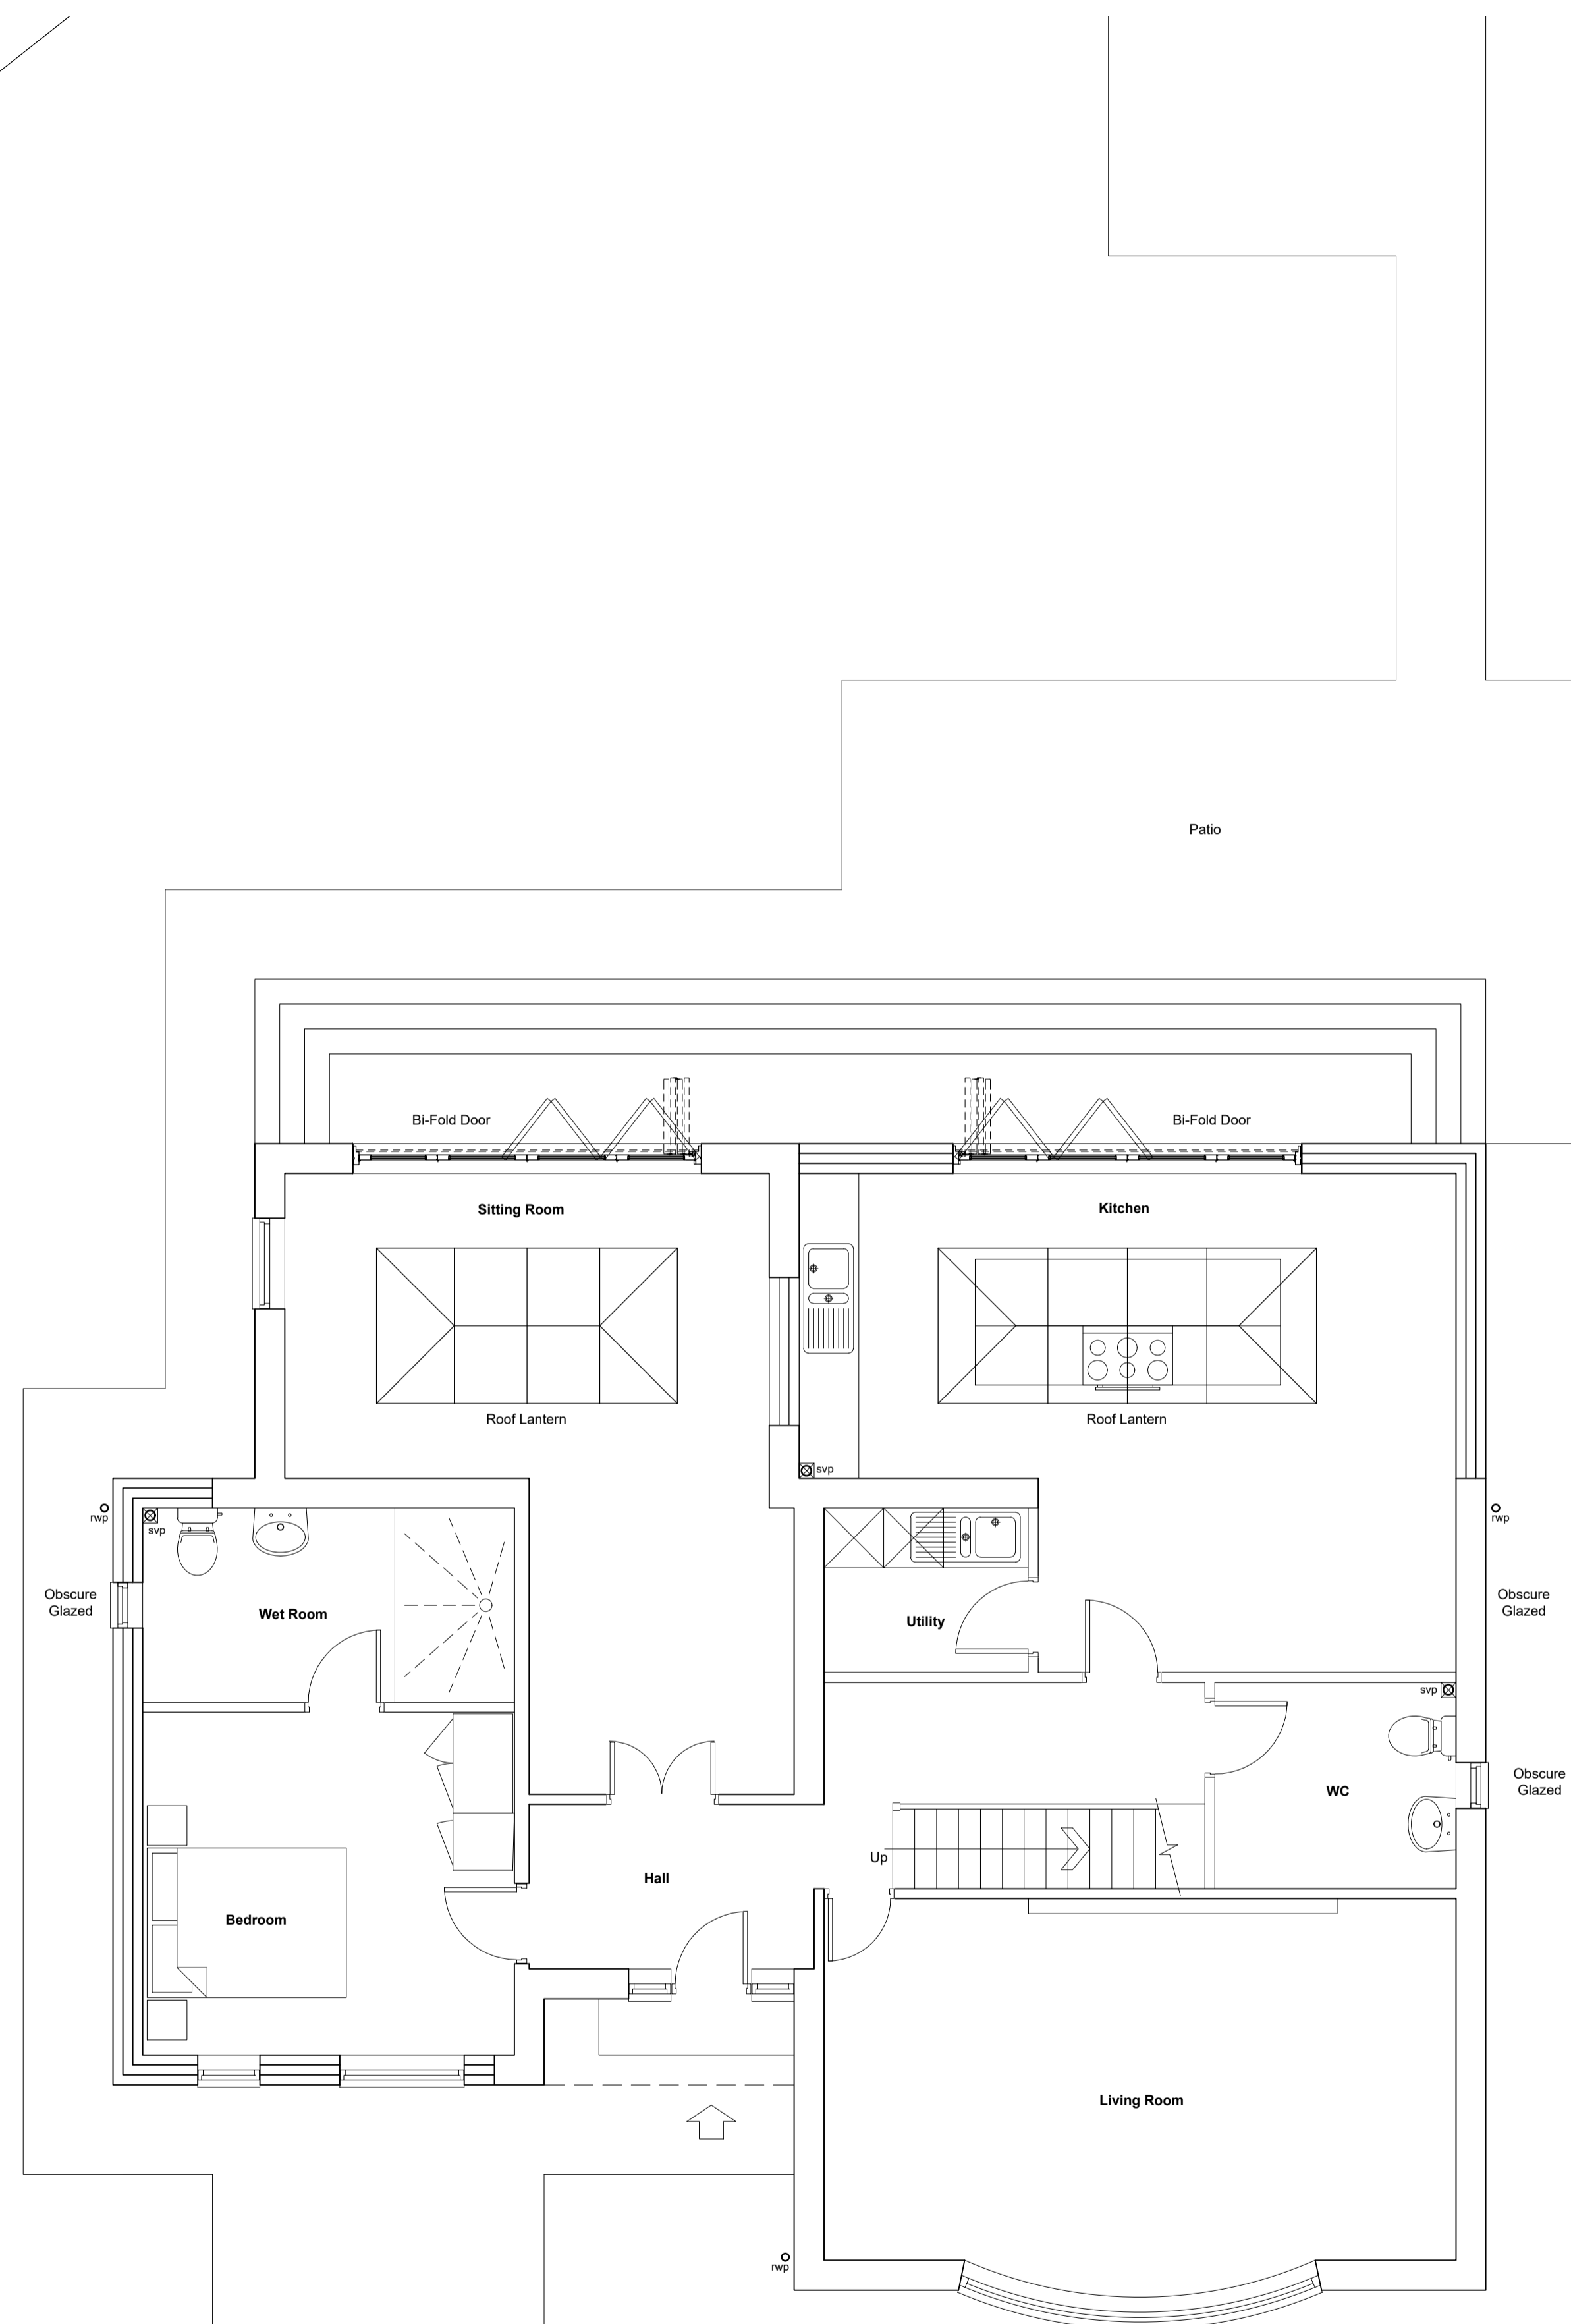 Patio
Bi-Fold Door
Bi-Fold Door
Sitting Room
Kitchen
Roof Lantern
Roof Lantern
svp
rwp
svp
rwp
Obscure
Glazed
Wet Room
Utility
Obscure
Glazed
svp
WC
Obscure
Glazed
Up
Hall
Bedroom
Living Room
rwp